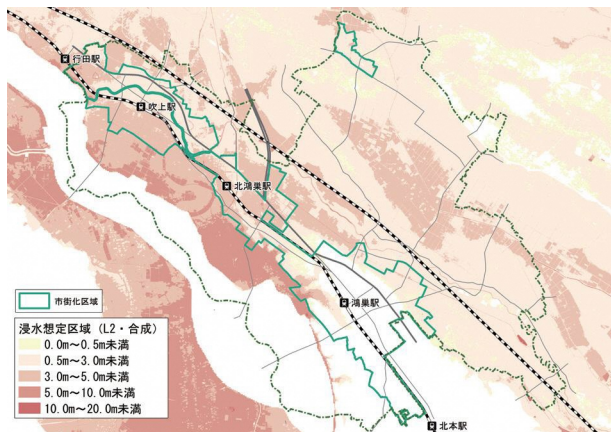 行田駅
吹上駅
北鴻巣駅
鴻巣駅
北本駅
市街化区域
浸水想定区域（L2・合成）
0.0m～0.5m未満
0.5m～3.0m未満
3.0m～5.0m未満
5.0m～10.0m未満
10.0m～20.0m未満